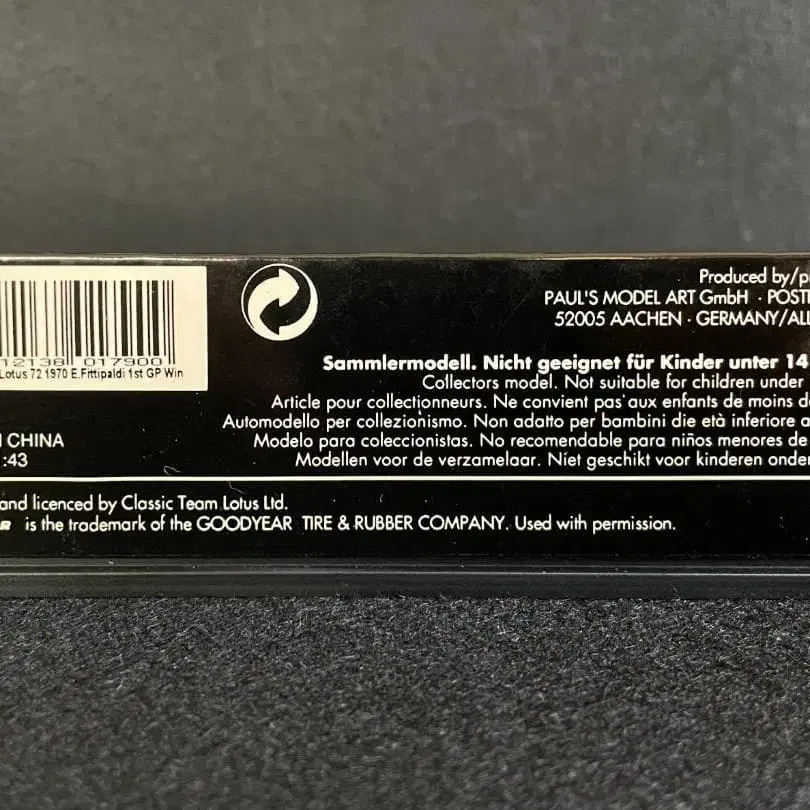 12138 017900
Lotus 72 1970 E.Fittipaldi 1st GP Win
CHINA
:43
Produced by/
PAUL'S MODEL ART GmbH · POST
52005 AACHEN · GERMANY/ALL
Sammlermodell. Nicht geeignet für Kinder unter 14
Collectors model. Not suitable for children under
Article pour collectionneurs. Ne convient pas aux enfants de moins de
Automodello per collezionismo. Non adatto per bambini die età inferiore a
Modelo para coleccionistas. No recomendable para niños menores de
Modellen voor de verzamelaar. Níet geschikt voor kinderen onder
and licenced by Classic Team Lotus Ltd.
is the trademark of the GOODYEAR TIRE & RUBBER COMPANY. Used with permission.